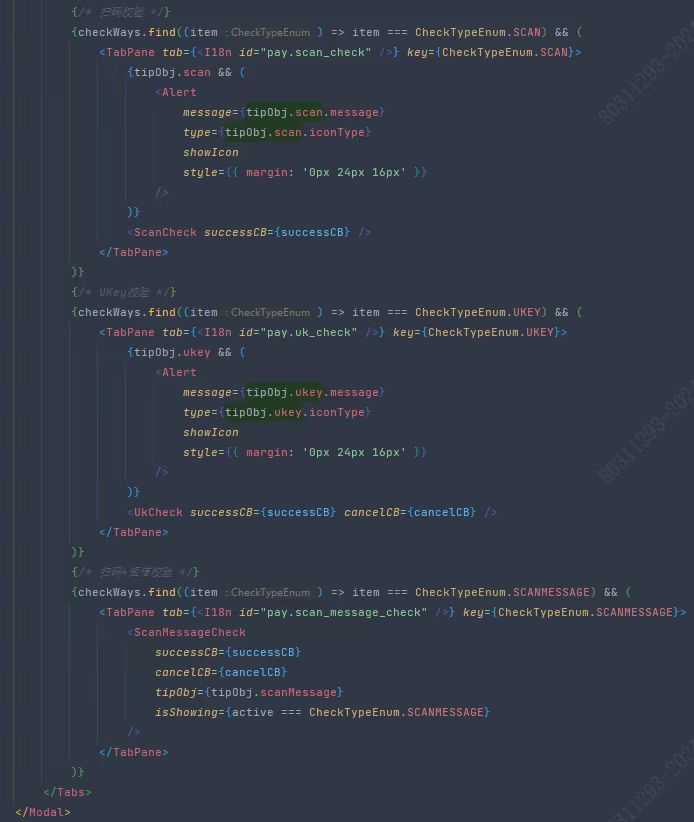 {/* 扫码校验 */}
{checkWays.find((item : CheckTypeEnum ) => item === CheckTypeEnum.SCAN) && (
<TabPane tab={<I18n id="pay.scan_check" />} key={CheckTypeEnum.SCAN}>
{tipObj.scan && (
<Alert
message={tipObj.scan.message}
type={tipObj.scan.iconType}
showIcon
style={{ margin: '0px 24px 16px' }}
/>
)}
<ScanCheck successCB={successCB} />
</TabPane>
)}
{/* UKey校验 */}
{checkWays.find((item : CheckTypeEnum ) => item === CheckTypeEnum.UKEY) && (
<TabPane tab={<I18n id="pay.uk_check" />} key={CheckTypeEnum.UKEY}>
{tipObj.ukey && (
<Alert
message={tipObj.ukey.message}
type={tipObj.ukey.iconType}
showIcon
style={{ margin: '0px 24px 16px' }}
/>
)}
<UkCheck successCB={successCB} cancelCB={cancelCB} />
</TabPane>
)}
{/* 扫码+短信校验 */}
{checkWays.find((item : CheckTypeEnum ) => item === CheckTypeEnum.SCANMESSAGE) && (
<TabPane tab={<I18n id="pay.scan_message_check" />} key={CheckTypeEnum.SCANMESSAGE}>
<ScanMessageCheck
successCB={successCB}
cancelCB={cancelCB}
tipObj={tipObj.scanMessage}
isShowing={active === CheckTypeEnum.SCANMESSAGE}
/>
</TabPane>
)}
</Tabs>
</Modal>
80311293-2024
80311293-2024
80311293-2024